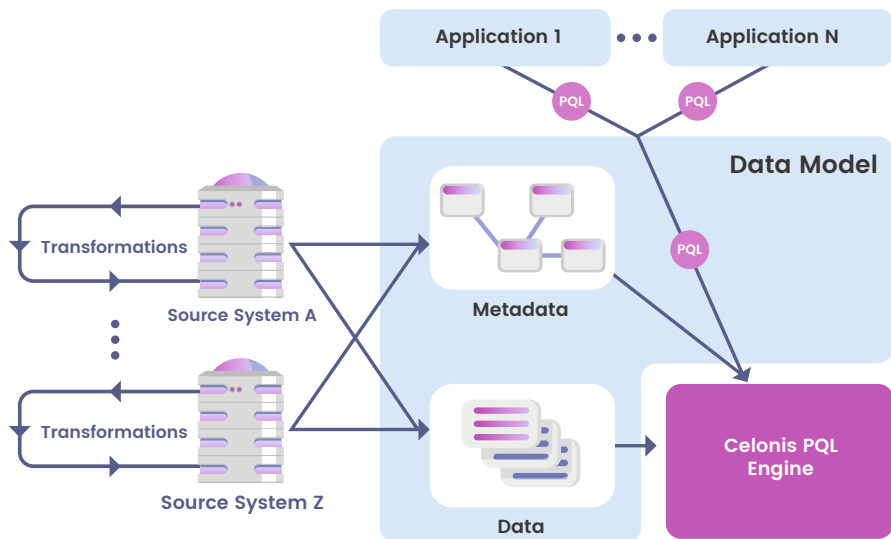 Application 1
Application N
PQL
PQL
Data Model
PQL
Transformations
Source System A
Metadata
Transformations
Source System Z
Data
Celonis PQL
Engine